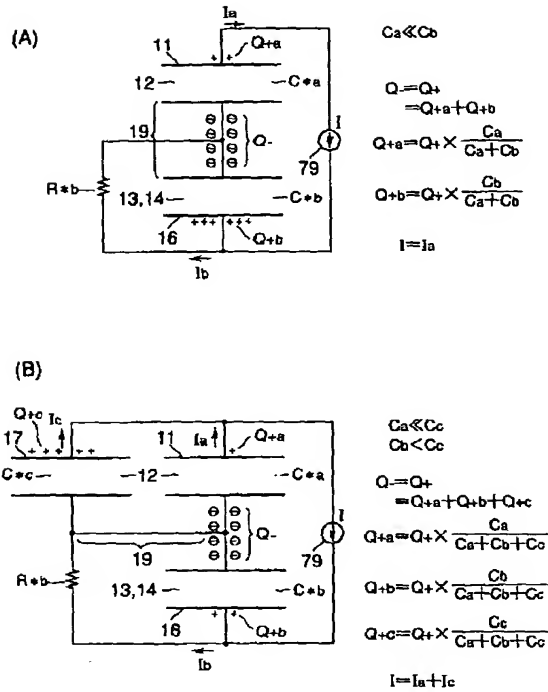 (A)
Ia
11
Q+a
12
C*a
19
Q-
I
79
R*b
13,14
C*b
16
Q+b
Ib
Ca≪Cb
Q-=Q+
=Q+a+Q+b
Q+a=Q+×Ca/(Ca+Cb)
Q+b=Q+×Cb/(Ca+Cb)
I=Ia
(B)
Q+c
Ic
17
11
Ia
Q+a
C*c
12
C*a
19
Q-
I
79
R*b
13,14
C*b
Q+b
Ib
Ca≪Cc
Cb<Cc
Q-=Q+
=Q+a+Q+b+Q+c
Q+a=Q+×Ca/(Ca+Cb+Cc)
Q+b=Q+×Cb/(Ca+Cb+Cc)
Q+c=Q+×Cc/(Ca+Cb+Cc)
I=Ia+Ic